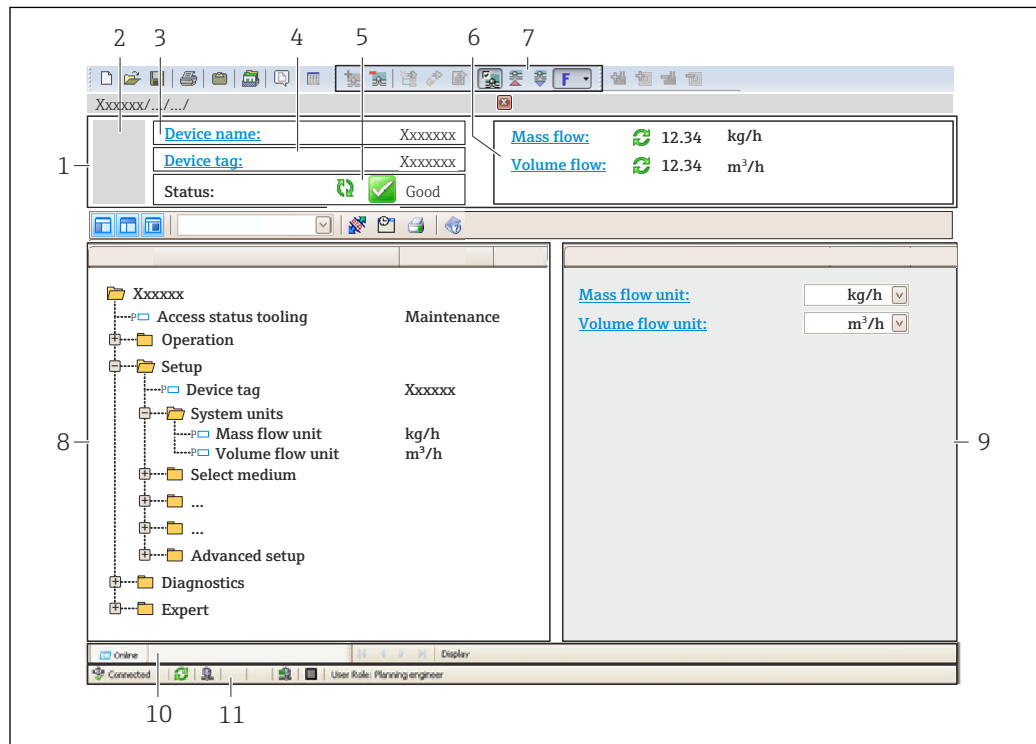 2 3 4 5 6 7
F
Xxxxxx/.../.../
1
Device name: Xxxxxxx
Device tag: Xxxxxxx
Status: Good
Mass flow: 12.34 kg/h
Volume flow: 12.34 m³/h
Xxxxxx
P Access status tooling Maintenance
Operation
Setup
P Device tag Xxxxxx
System units
P Mass flow unit kg/h
P Volume flow unit m³/h
Select medium
...
...
Advanced setup
Diagnostics
Expert
8
Mass flow unit: kg/h
Volume flow unit: m³/h
9
Online Display
Connected User Role: Planning engineer
10 11